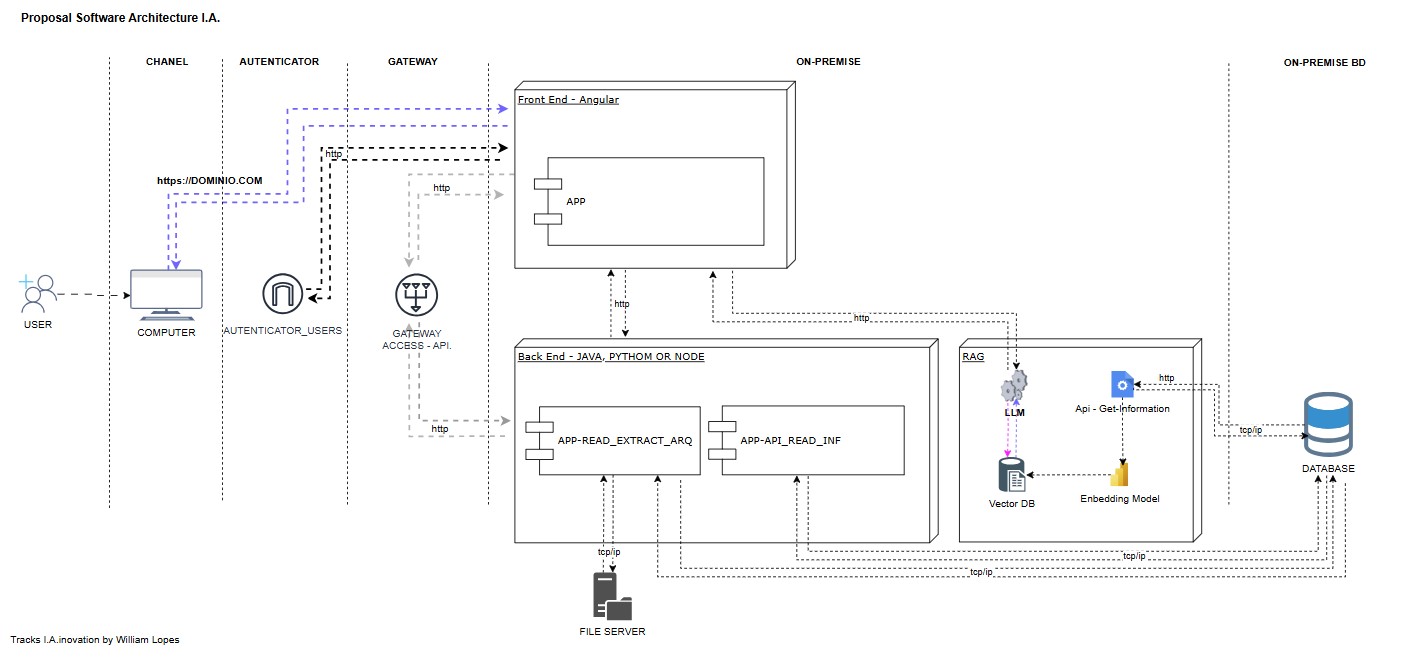 Proposal Software Architecture I.A.
CHANEL
AUTENTICATOR
GATEWAY
ON-PREMISE
ON-PREMISE BD
Front End - Angular
http
https://DOMINIO.COM
http
APP
USER
COMPUTER
AUTENTICATOR_USERS
GATEWAY
ACCESS - API.
http
http
Back End - JAVA, PYTHOM OR NODE
RAG
http
LLM
Api - Get-Information
http
APP-READ_EXTRACT_ARQ
APP-API_READ_INF
tcp/ip
DATABASE
Vector DB
Enbedding Model
tcp/ip
tcp/ip
tcp/ip
FILE SERVER
Tracks I.A.inovation by William Lopes